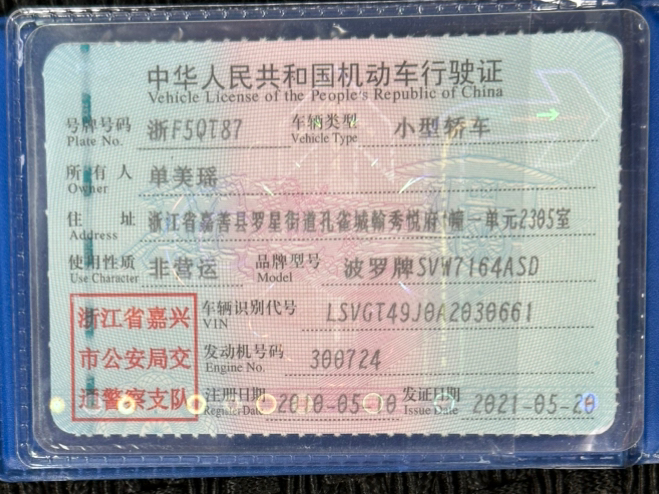 中华人民共和国机动车行驶证
Vehicle License of the People's Republic of China
号牌号码 浙F5QT87 车辆类型 小型轿车
Plate No. Vehicle Type
所有人 单美瑶
Owner
住址 浙江省嘉善县罗星街道孔雀城翰秀悦府 幢一单元2305室
Address
使用性质 非营运 品牌型号 波罗牌SVW7164ASD
Use Character Model
浙江省嘉兴
市公安局交
通警察支队
车辆识别代号 LSVGT49J0A2030661
VIN
发动机号码 300724
Engine No.
注册日期 2010-05-10 发证日期 2021-05-20
Register Date Issue Date